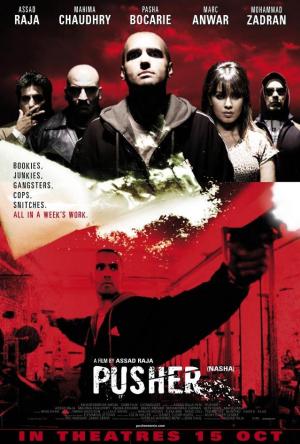 ASSAD RAJA
MAHIMA CHAUDHRY
PASHA BOCARIE
MARC ANWAR
MOHAMMAD ZADRAN
BOOKIES,
JUNKIES,
GANGSTERS,
COPS,
SNITCHES.
ALL IN A WEEK'S WORK.
A FILM BY ASSAD RAJA
PUSHER
(NASHA)
IN THEATRES 5 OCT